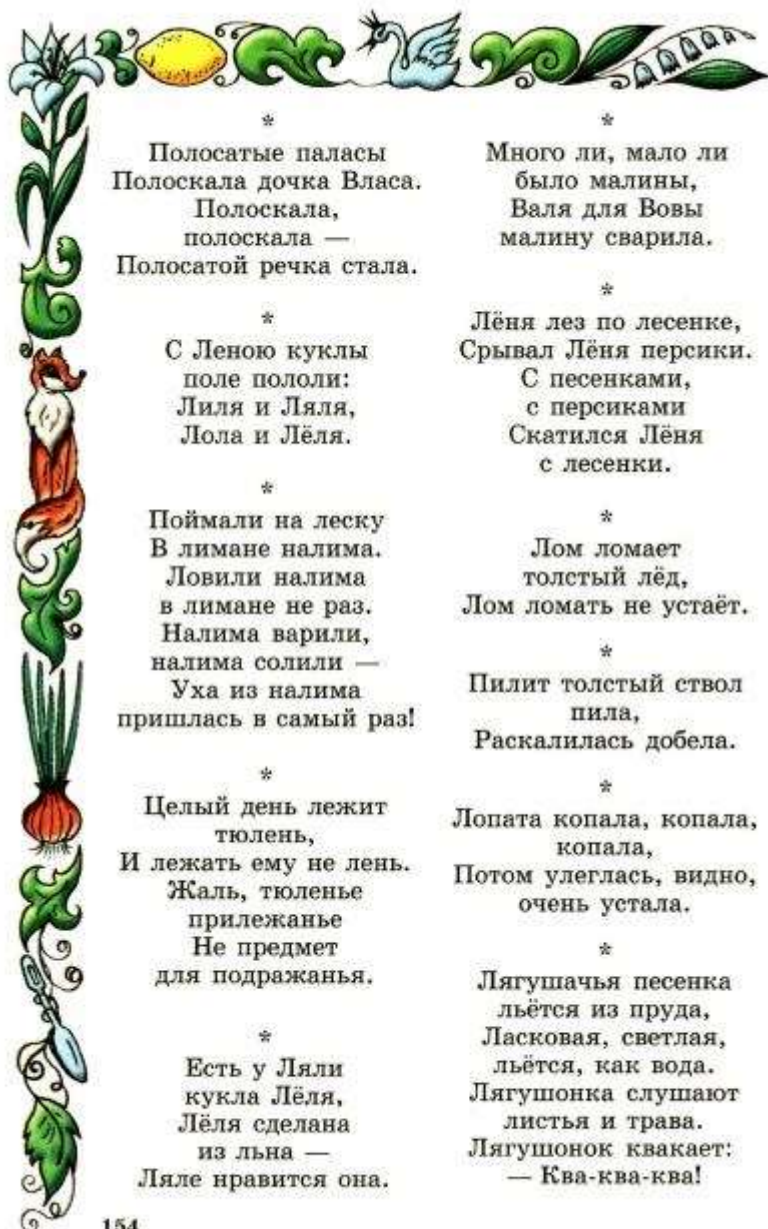 *
Полосатые паласы
Полоскала дочка Власа.
Полоскала,
полоскала —
Полосатой речка стала.
*
С Леною куклы
поле пололи:
Лиля и Ляля,
Лола и Лёля.
*
Поймали на леску
В лимане налима.
Ловили налима
в лимане не раз.
Налима варили,
налима солили —
Уха из налима
пришлась в самый раз!
*
Целый день лежит
тюлень,
И лежать ему не лень.
Жаль, тюленье
прилежанье
Не предмет
для подражанья.
*
Есть у Ляли
кукла Лёля,
Лёля сделана
из льна —
Ляле нравится она.
*
Много ли, мало ли
было малины,
Валя для Вовы
малину сварила.
*
Лёня лез по лесенке,
Срывал Лёня персики.
С песенками,
с персиками
Скатился Лёня
с лесенки.
*
Лом ломает
толстый лёд,
Лом ломать не устаёт.
*
Пилит толстый ствол
пила,
Раскалилась добела.
*
Лопата копала, копала,
копала,
Потом улеглась, видно,
очень устала.
*
Лягушачья песенка
льётся из пруда,
Ласковая, светлая,
льётся, как вода.
Лягушонка слушают
листья и трава.
Лягушонок квакает:
— Ква-ква-ква!
154